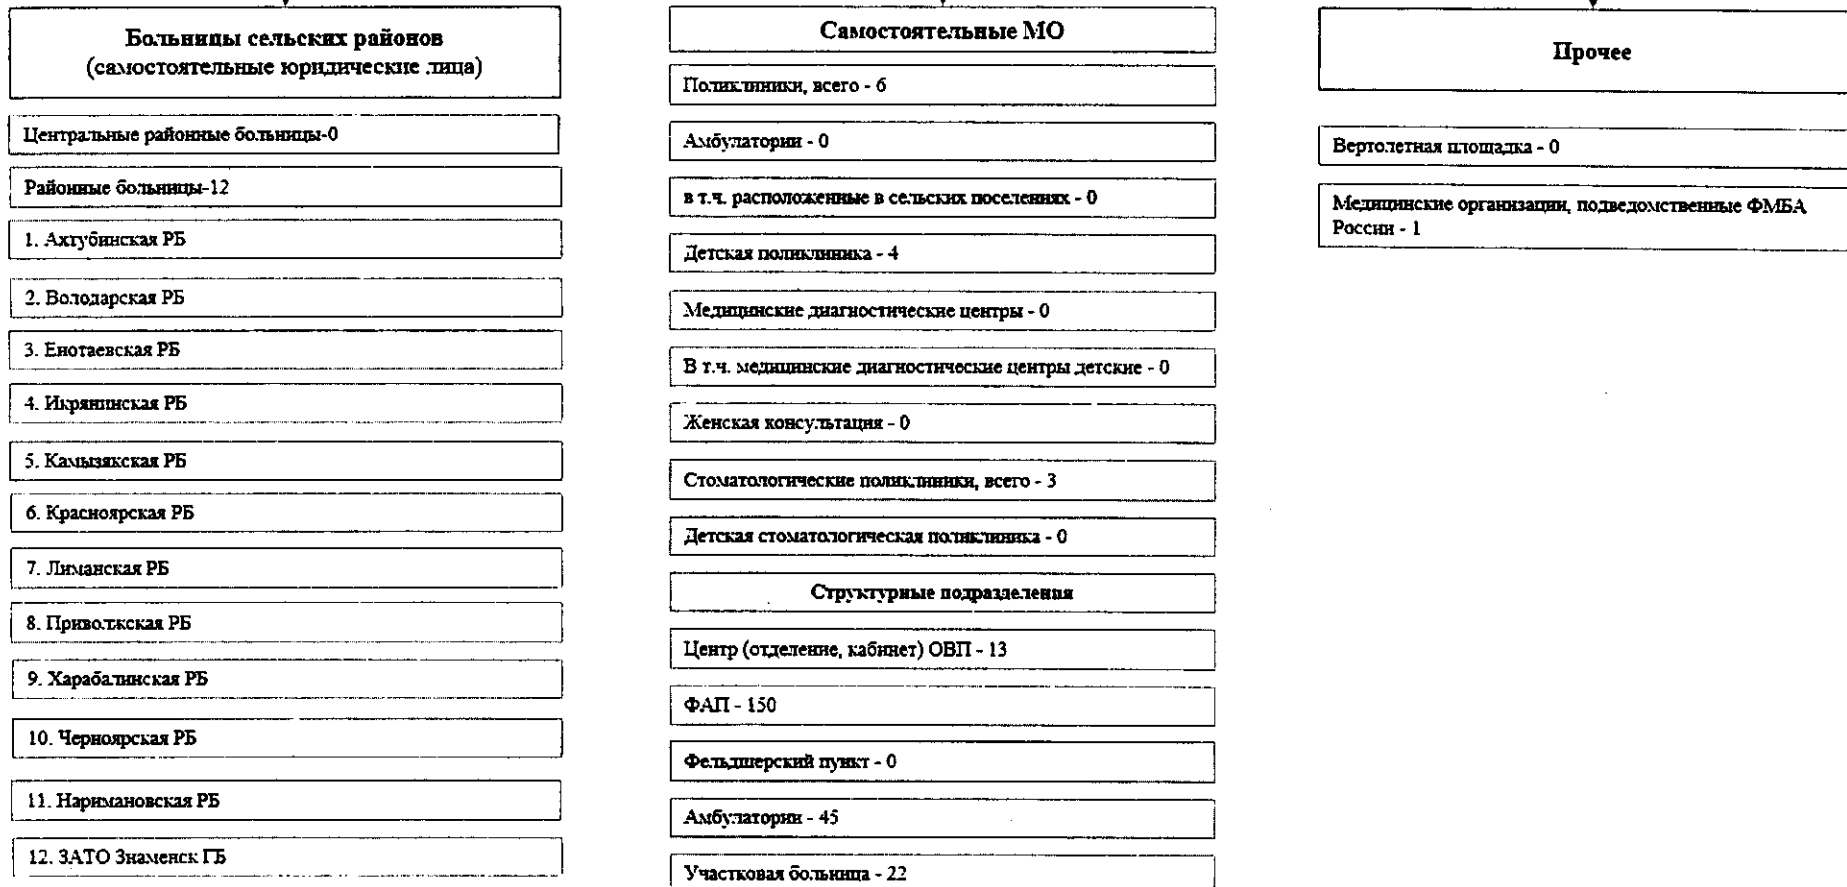 Больницы сельских районов
(самостоятельные юридические лица)
Центральные районные больницы-0
Районные больницы-12
1. Ахтубинская РБ
2. Володарская РБ
3. Енотаевская РБ
4. Икрянинская РБ
5. Камызякская РБ
6. Красноярская РБ
7. Лиманская РБ
8. Приволжская РБ
9. Харабалинская РБ
10. Черноярская РБ
11. Наримановская РБ
12. ЗАТО Знаменск ГБ
Самостоятельные МО
Поликлиники, всего - 6
Амбулатории - 0
в т.ч. расположенные в сельских поселениях - 0
Детская поликлиника - 4
Медицинские диагностические центры - 0
В т.ч. медицинские диагностические центры детские - 0
Женская консультация - 0
Стоматологические поликлиники, всего - 3
Детская стоматологическая поликлиника - 0
Структурные подразделения
Центр (отделение, кабинет) ОВП - 13
ФАП - 150
Фельдшерский пункт - 0
Амбулатории - 45
Участковая больница - 22
Прочее
Вертолетная площадка - 0
Медицинские организации, подведомственные ФМБА
России - 1